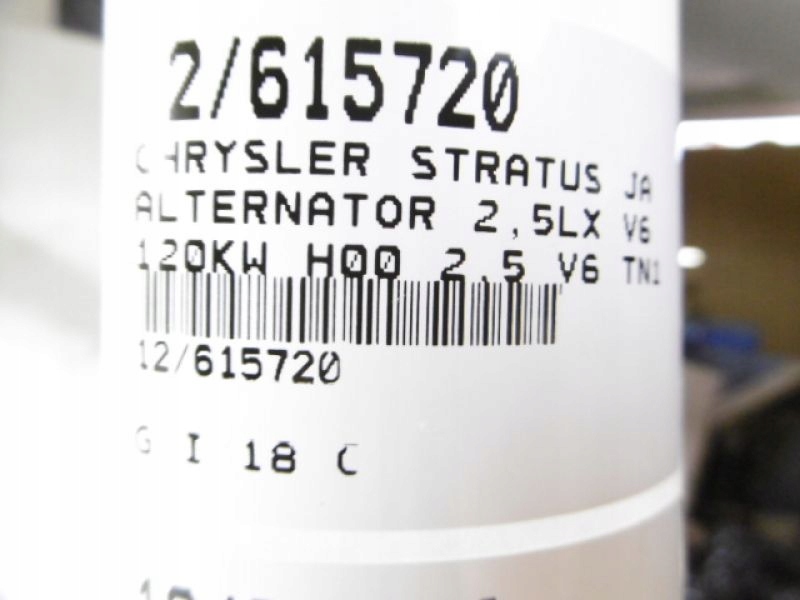 2/615720
CHRYSLER STRATUS JA
ALTERNATOR 2,5LX V6
120KW H00 2.5 V6 TN1
12/615720
G I 18 C